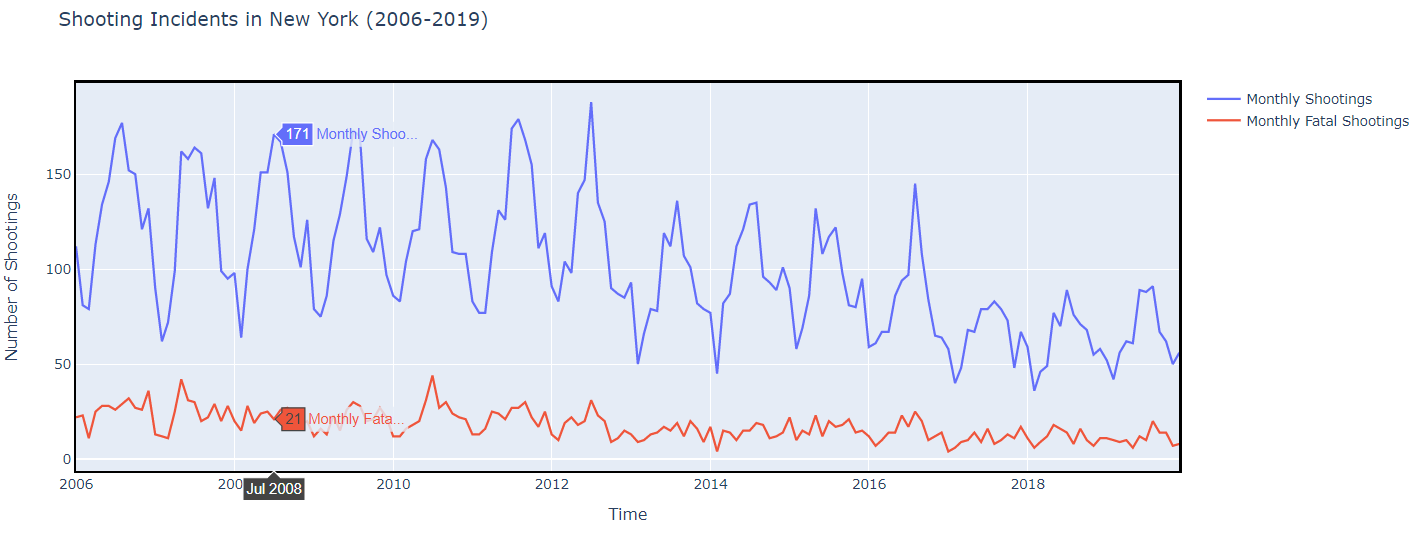 Shooting Incidents in New York (2006-2019)
Monthly Shootings
Monthly Fatal Shootings
Number of Shootings
150
100
50
0
171 Monthly Shoo...
21 Monthly Fata...
2006
2010
2012
2014
2016
2018
Jul 2008
Time